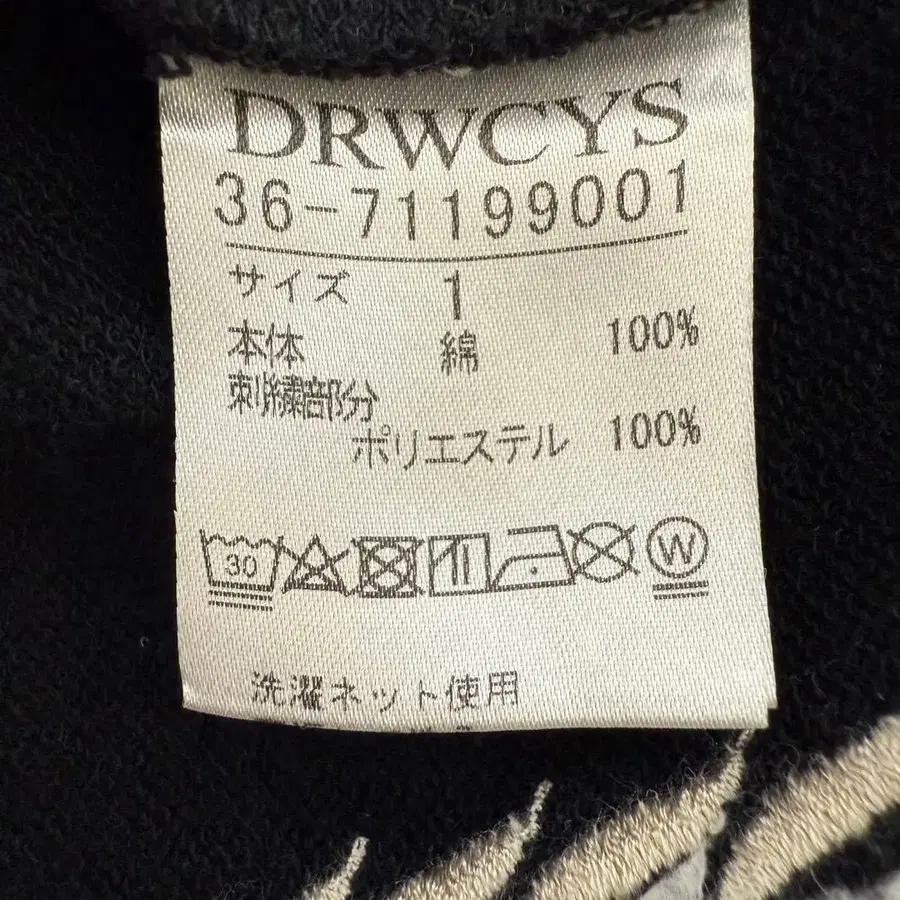 DRWCYS
36-71199001
サイズ 1
本体 綿 100%
刺繍部分
ポリエステル 100%
30 W
洗濯ネット使用